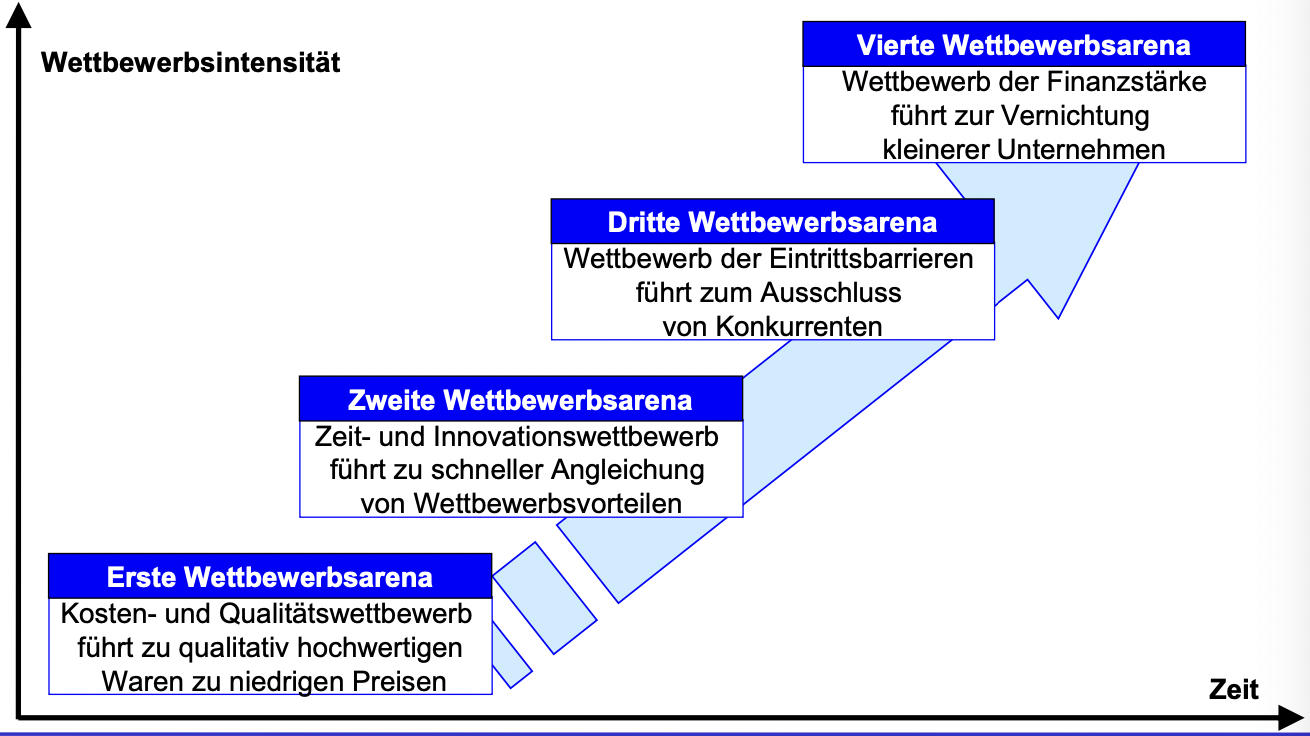 Wettbewerbsintensität
Vierte Wettbewerbsarena
Wettbewerb der Finanzstärke
führt zur Vernichtung
kleinerer Unternehmen
Dritte Wettbewerbsarena
Wettbewerb der Eintrittsbarrieren
führt zum Ausschluss
von Konkurrenten
Zweite Wettbewerbsarena
Zeit- und Innovationswettbewerb
führt zu schneller Angleichung
von Wettbewerbsvorteilen
Erste Wettbewerbsarena
Kosten- und Qualitätswettbewerb
führt zu qualitativ hochwertigen
Waren zu niedrigen Preisen
Zeit